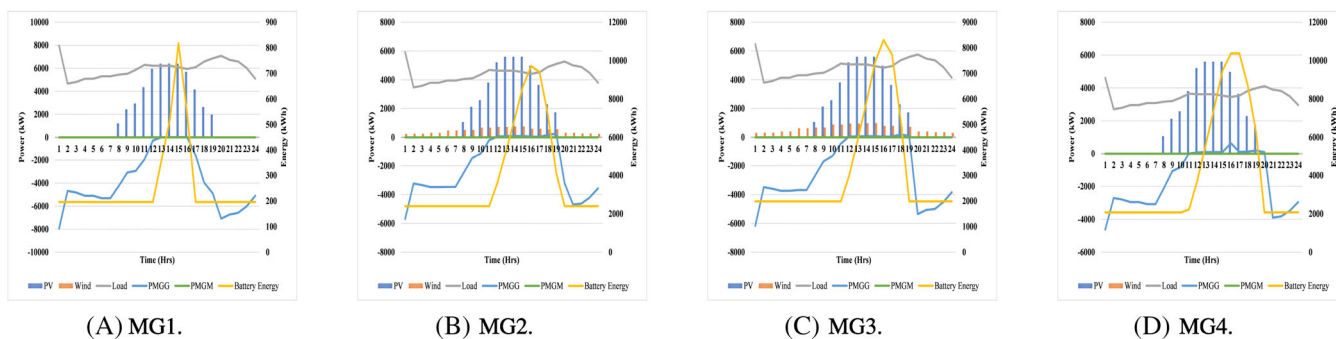 10000
8000
6000
4000
2000
0
-2000
-4000
-6000
-8000
-10000
Power (kW)
900
800
700
600
500
400
300
200
100
0
Energy (kWh)
1 2 3 4 5 6 7 8 9 10 11 12 13 14 15 16 17 18 19 20 21 22 23 24
Time (Hrs)
PV Wind Load PMGG PMGM Battery Energy
(A) MG1.
8000
6000
4000
2000
0
-2000
-4000
-6000
-8000
Power (kW)
12000
10000
8000
6000
4000
2000
0
Energy (kWh)
1 2 3 4 5 6 7 8 9 10 11 12 13 14 15 16 17 18 19 20 21 22 23 24
Time (Hrs)
PV Wind Load PMGG PMGM Battery Energy
(B) MG2.
8000
6000
4000
2000
0
-2000
-4000
-6000
-8000
Power (kW)
9000
8000
7000
6000
5000
4000
3000
2000
1000
0
Energy (kWh)
1 2 3 4 5 6 7 8 9 10 11 12 13 14 15 16 17 18 19 20 21 22 23 24
Time (Hrs)
PV Wind Load PMGG PMGM Battery Energy
(C) MG3.
8000
6000
4000
2000
0
-2000
-4000
-6000
Power (kW)
12000
10000
8000
6000
4000
2000
0
Energy (kWh)
1 2 3 4 5 6 7 8 9 10 11 12 13 14 15 16 17 18 19 20 21 22 23 24
Time (Hrs)
PV Wind Load PMGG PMGM Battery Energy
(D) MG4.